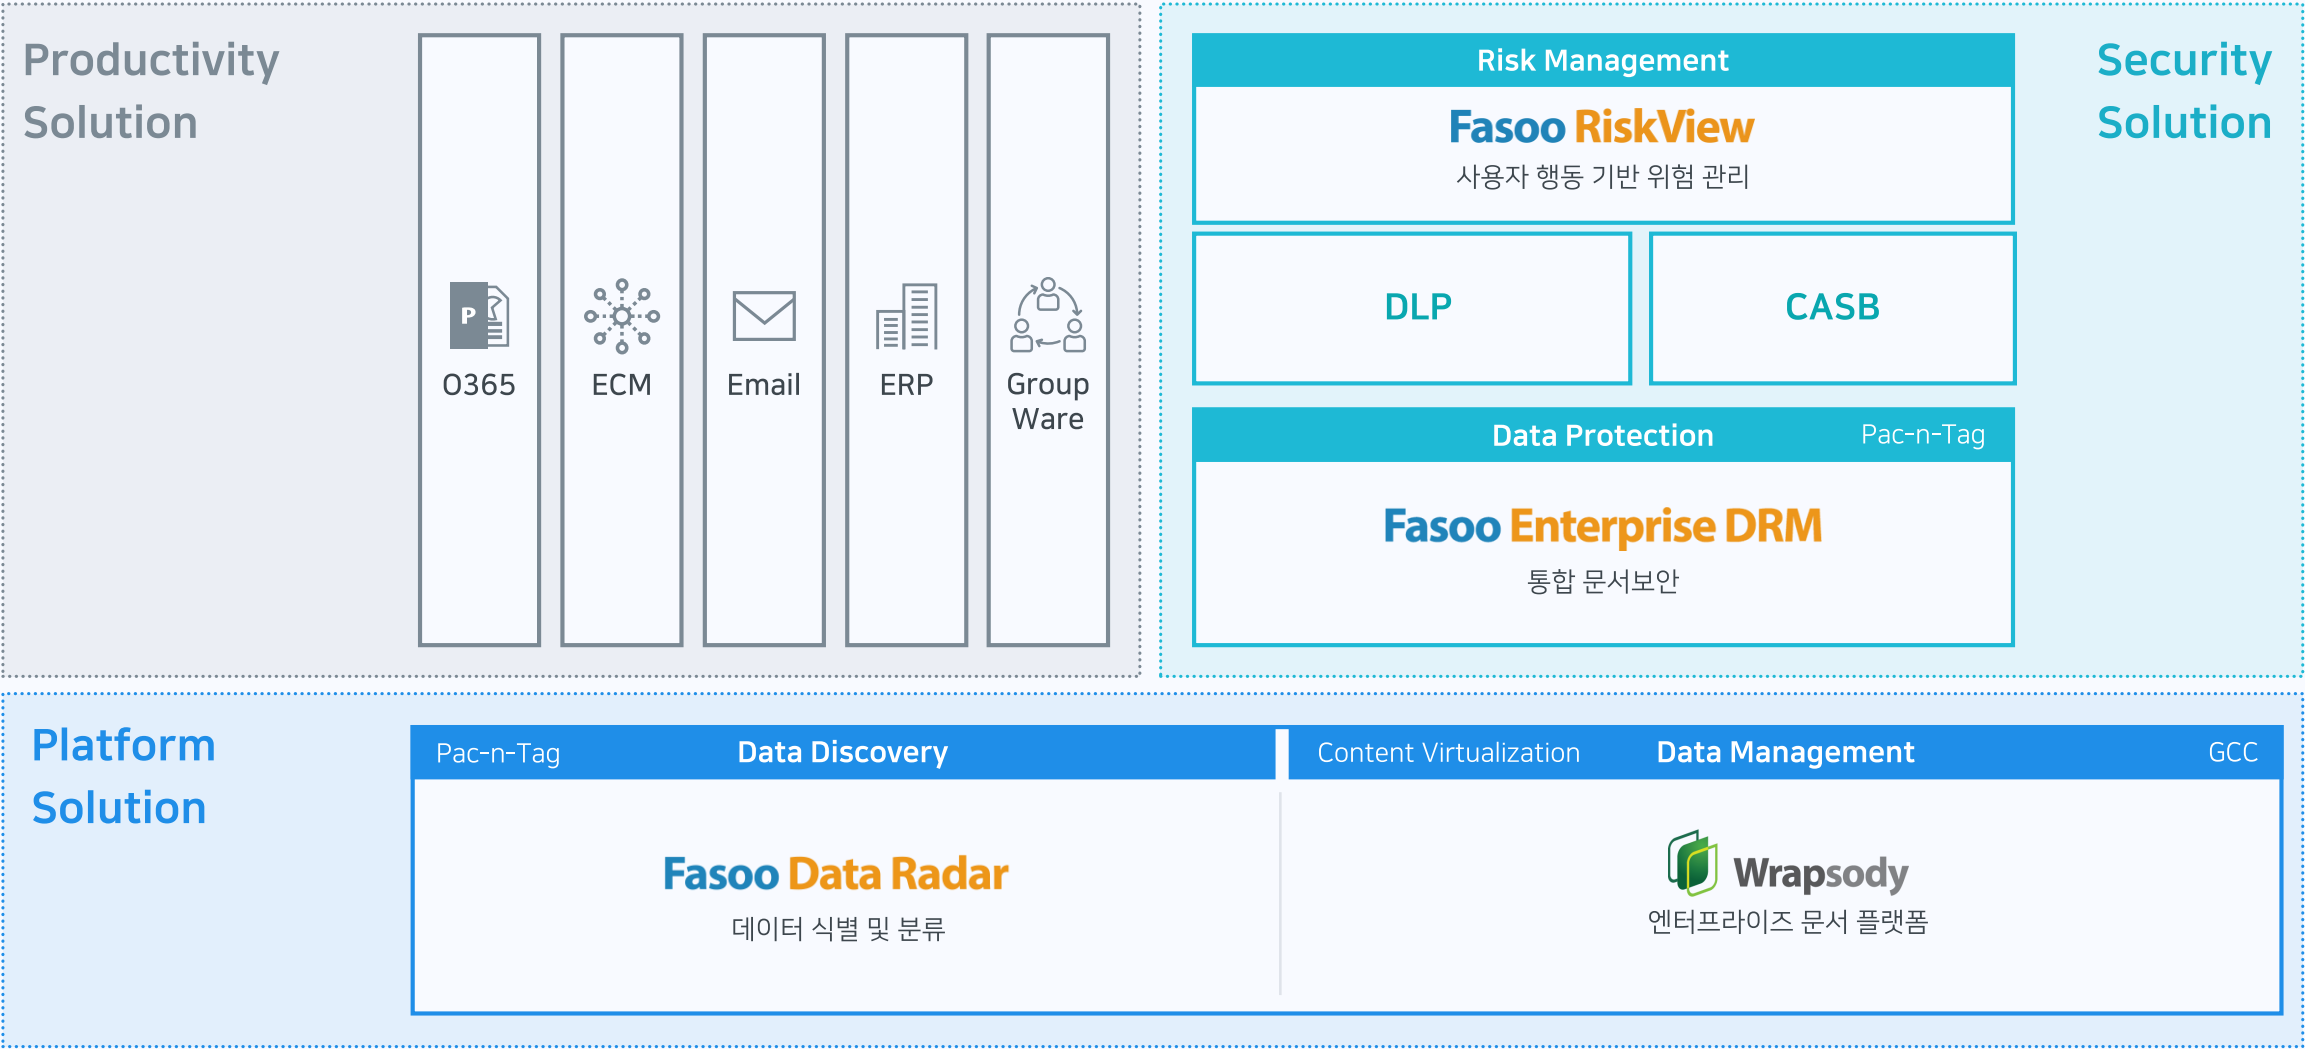 Productivity
Solution
P
O365
ECM
Email
ERP
Group
Ware
Security
Solution
Risk Management
Fasoo RiskView
사용자 행동 기반 위험 관리
DLP
CASB
Data Protection
Pac-n-Tag
Fasoo Enterprise DRM
통합 문서보안
Platform
Solution
Pac-n-Tag
Data Discovery
Fasoo Data Radar
데이터 식별 및 분류
Content Virtualization
Data Management
GCC
Wrapsody
엔터프라이즈 문서 플랫폼